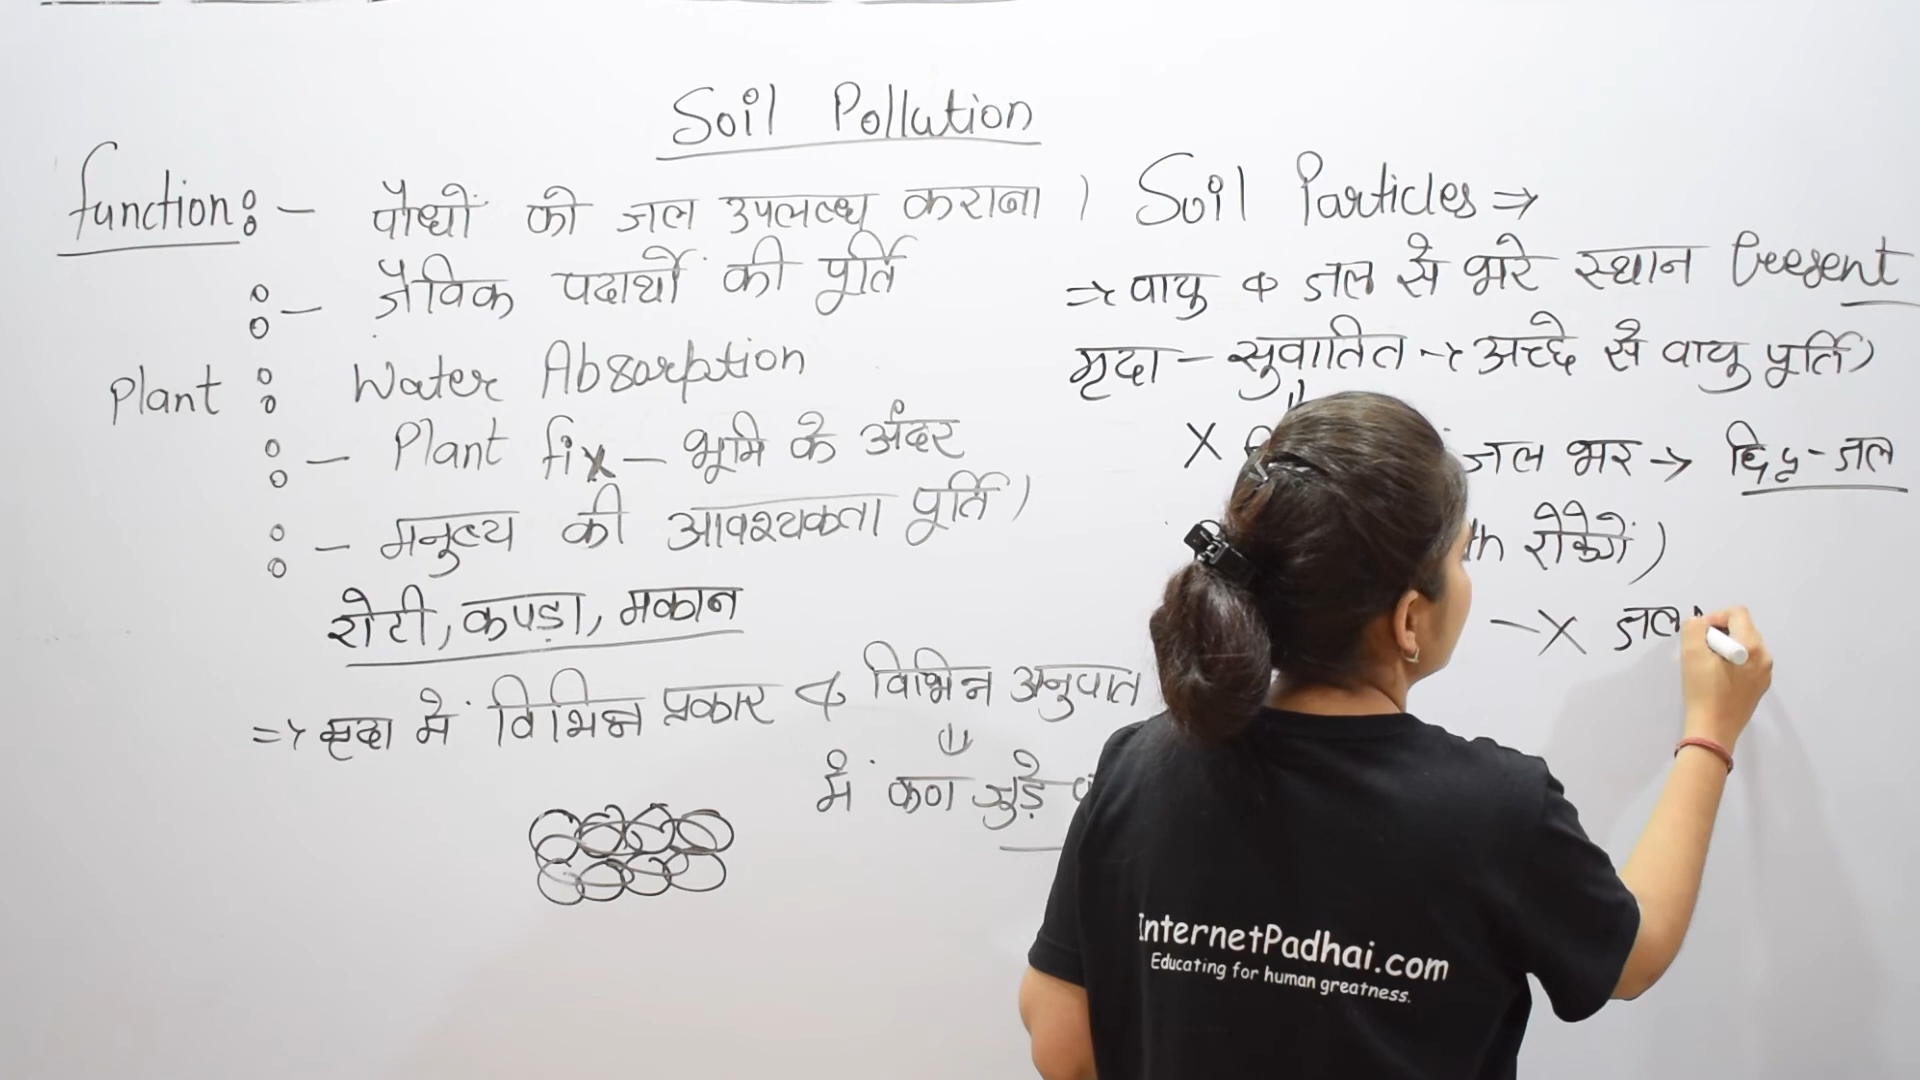 Soil Pollution
function :- पौधों को जल उपलब्ध कराना।
:- जैविक पदार्थों की पूर्ति
Plant : Water Absorption
:- Plant fix - भूमि के अंदर
:- मनुष्य की आवश्यकता पूर्ति)
रोटी, कपड़ा, मकान
=> मृदा में विभिन्न प्रकार & विभिन्न अनुपात
में कण जुड़े
Soil Particles =>
=> वायु & जल से भरे स्थान Present
मृदा - सुवातित -> अच्छे से वायु पूर्ति)
X जल भर -> छिद्र-जल
th रोकेगें)
-X जल
InternetPadhai.com
Educating for human greatness.